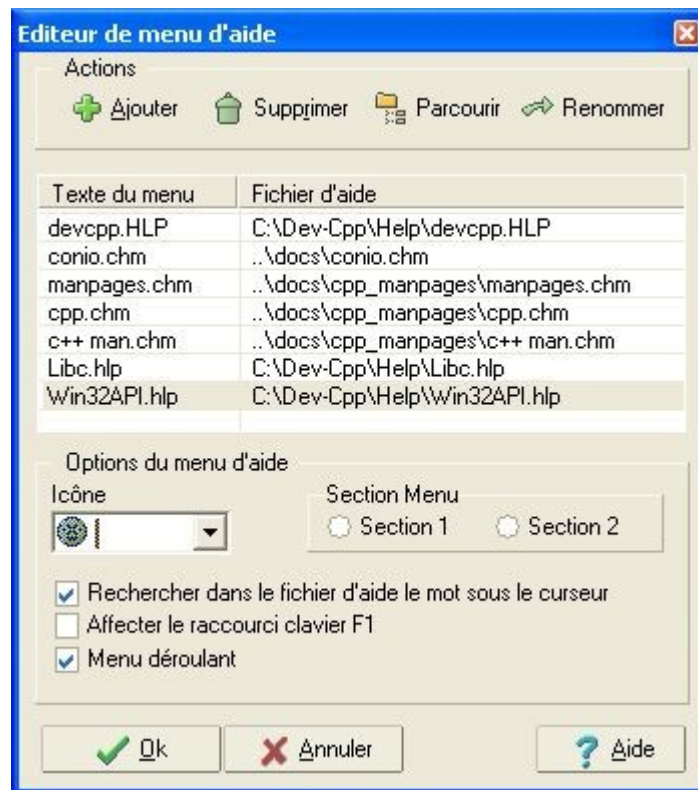 Editeur de menu d'aide
Actions
Ajouter Supprimer Parcourir Renommer
Texte du menu Fichier d'aide
devcpp.HLP C:\Dev-Cpp\Help\devcpp.HLP
conio.chm ..\docs\conio.chm
manpages.chm ..\docs\cpp_manpages\manpages.chm
cpp.chm ..\docs\cpp_manpages\cpp.chm
c++ man.chm ..\docs\cpp_manpages\c++ man.chm
Libc.hlp C:\Dev-Cpp\Help\Libc.hlp
Win32API.hlp C:\Dev-Cpp\Help\Win32API.hlp
Options du menu d'aide
Icône Section Menu
Section 1 Section 2
Rechercher dans le fichier d'aide le mot sous le curseur
Affecter le raccourci clavier F1
Menu déroulant
Ok Annuler Aide